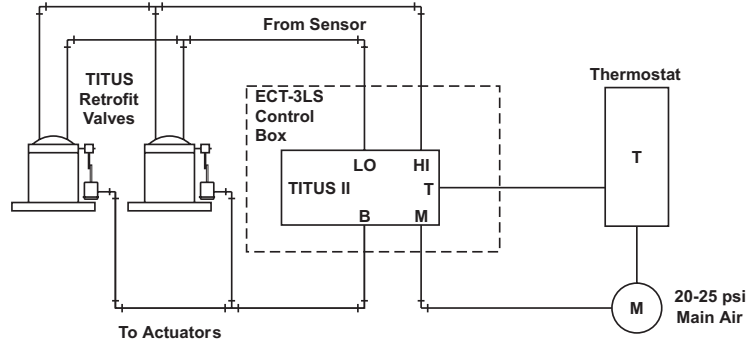 From Sensor
TITUS
Retrofit
Valves
ECT-3LS
Control
Box
Thermostat
LO HI
TITUS II T
B M
T
M
20-25 psi
Main Air
To Actuators